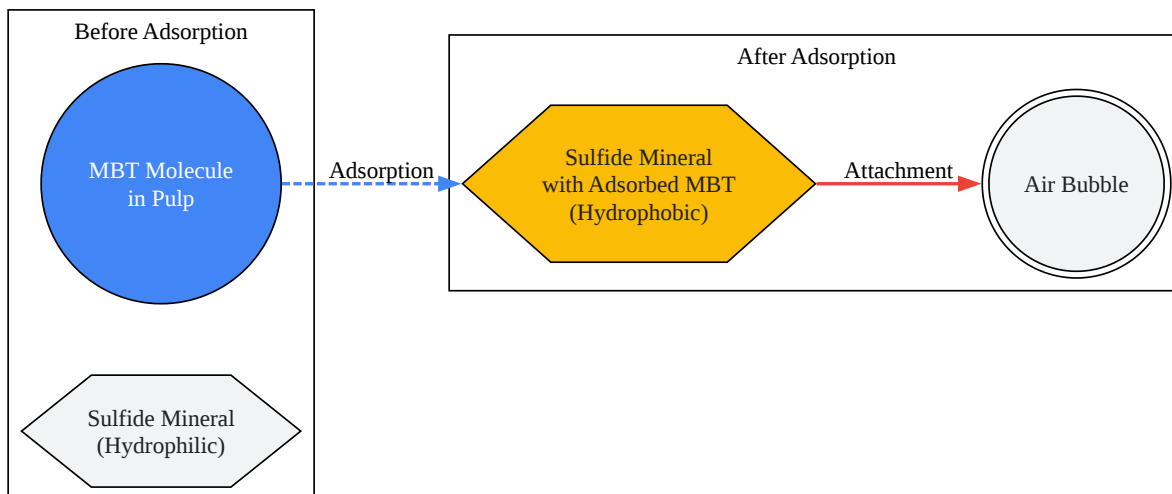 Before Adsorption
MBT Molecule
in Pulp
Sulfide Mineral
(Hydrophilic)
Adsorption
After Adsorption
Sulfide Mineral
with Adsorbed MBT
(Hydrophobic)
Attachment
Air Bubble